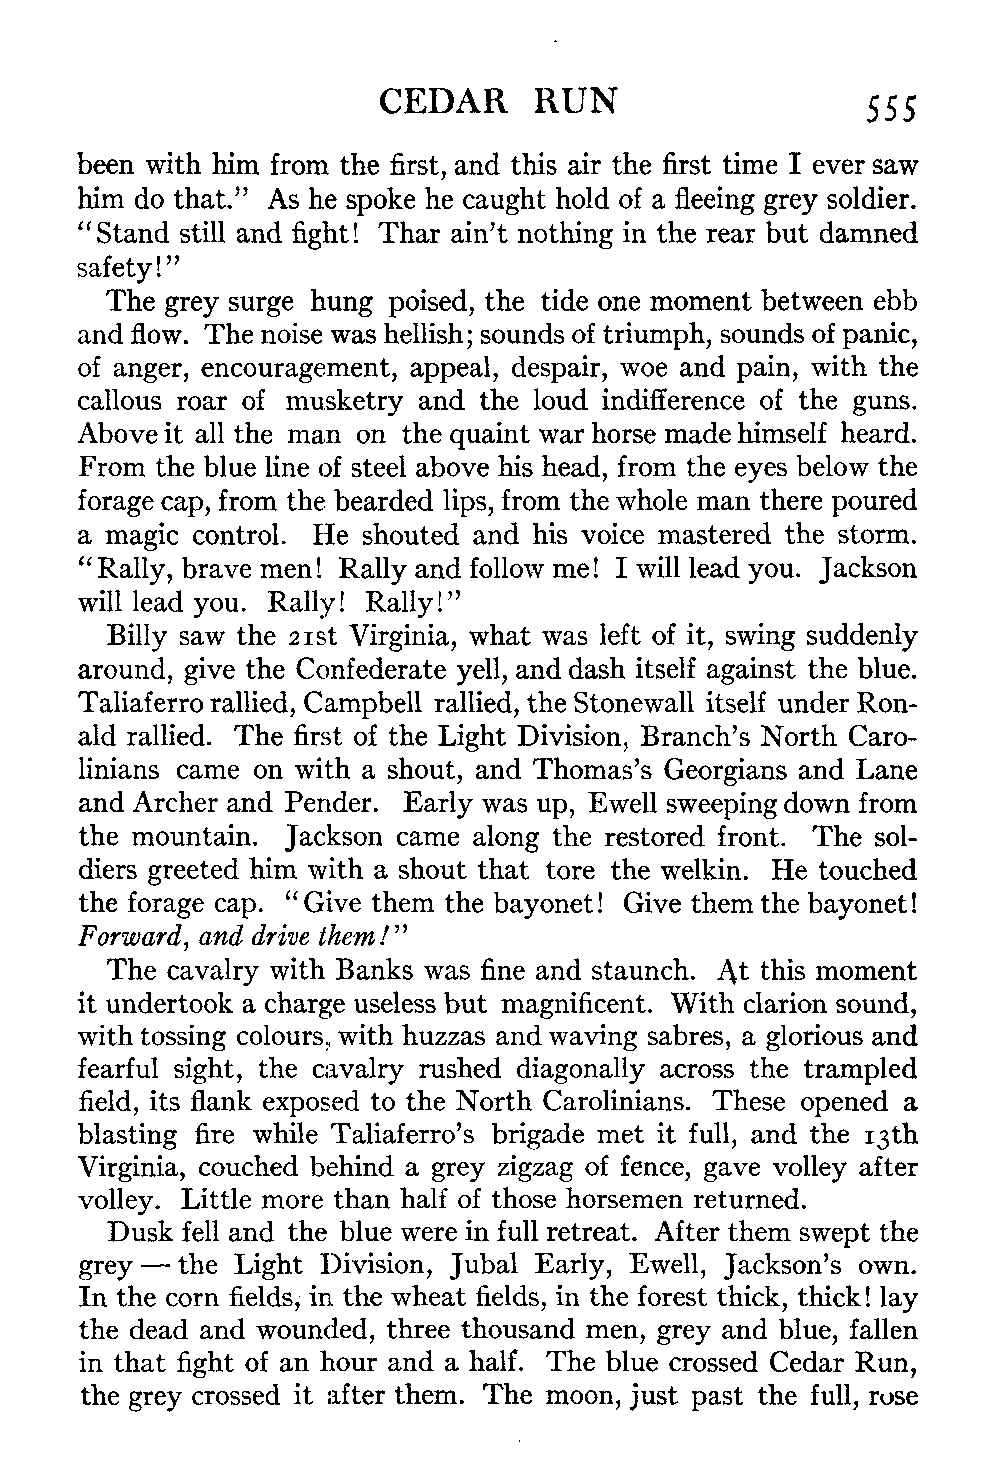 CEDAR RUN 555
been with him from the first, and this air the first time I ever saw
him do that." As he spoke he caught hold of a fleeing grey soldier.
"Stand still and fight! Thar ain't nothing in the rear but damned
safety!"
The grey surge hung poised, the tide one moment between ebb
and flow. The noise was hellish; sounds of triumph, sounds of panic,
of anger, encouragement, appeal, despair, woe and pain, with the
callous roar of musketry and the loud indifference of the guns.
Above it all the man on the quaint war horse made himself heard.
From the blue line of steel above his head, from the eyes below the
forage cap, from the bearded lips, from the whole man there poured
a magic control. He shouted and his voice mastered the storm.
"Rally, brave men! Rally and follow me! I will lead you. Jackson
will lead you. Rally! Rally!"
Billy saw the 21st Virginia, what was left of it, swing suddenly
around, give the Confederate yell, and dash itself against the blue.
Taliaferro rallied, Campbell rallied, the Stonewall itself under Ron-
ald rallied. The first of the Light Division, Branch's North Caro-
linians came on with a shout, and Thomas's Georgians and Lane
and Archer and Pender. Early was up, Ewell sweeping down from
the mountain. Jackson came along the restored front. The sol-
diers greeted him with a shout that tore the welkin. He touched
the forage cap. "Give them the bayonet! Give them the bayonet!
Forward, and drive them!"
The cavalry with Banks was fine and staunch. At this moment
it undertook a charge useless but magnificent. With clarion sound,
with tossing colours, with huzzas and waving sabres, a glorious and
fearful sight, the cavalry rushed diagonally across the trampled
field, its flank exposed to the North Carolinians. These opened a
blasting fire while Taliaferro's brigade met it full, and the 13th
Virginia, couched behind a grey zigzag of fence, gave volley after
volley. Little more than half of those horsemen returned.
Dusk fell and the blue were in full retreat. After them swept the
grey — the Light Division, Jubal Early, Ewell, Jackson's own.
In the corn fields, in the wheat fields, in the forest thick, thick! lay
the dead and wounded, three thousand men, grey and blue, fallen
in that fight of an hour and a half. The blue crossed Cedar Run,
the grey crossed it after them. The moon, just past the full, rose